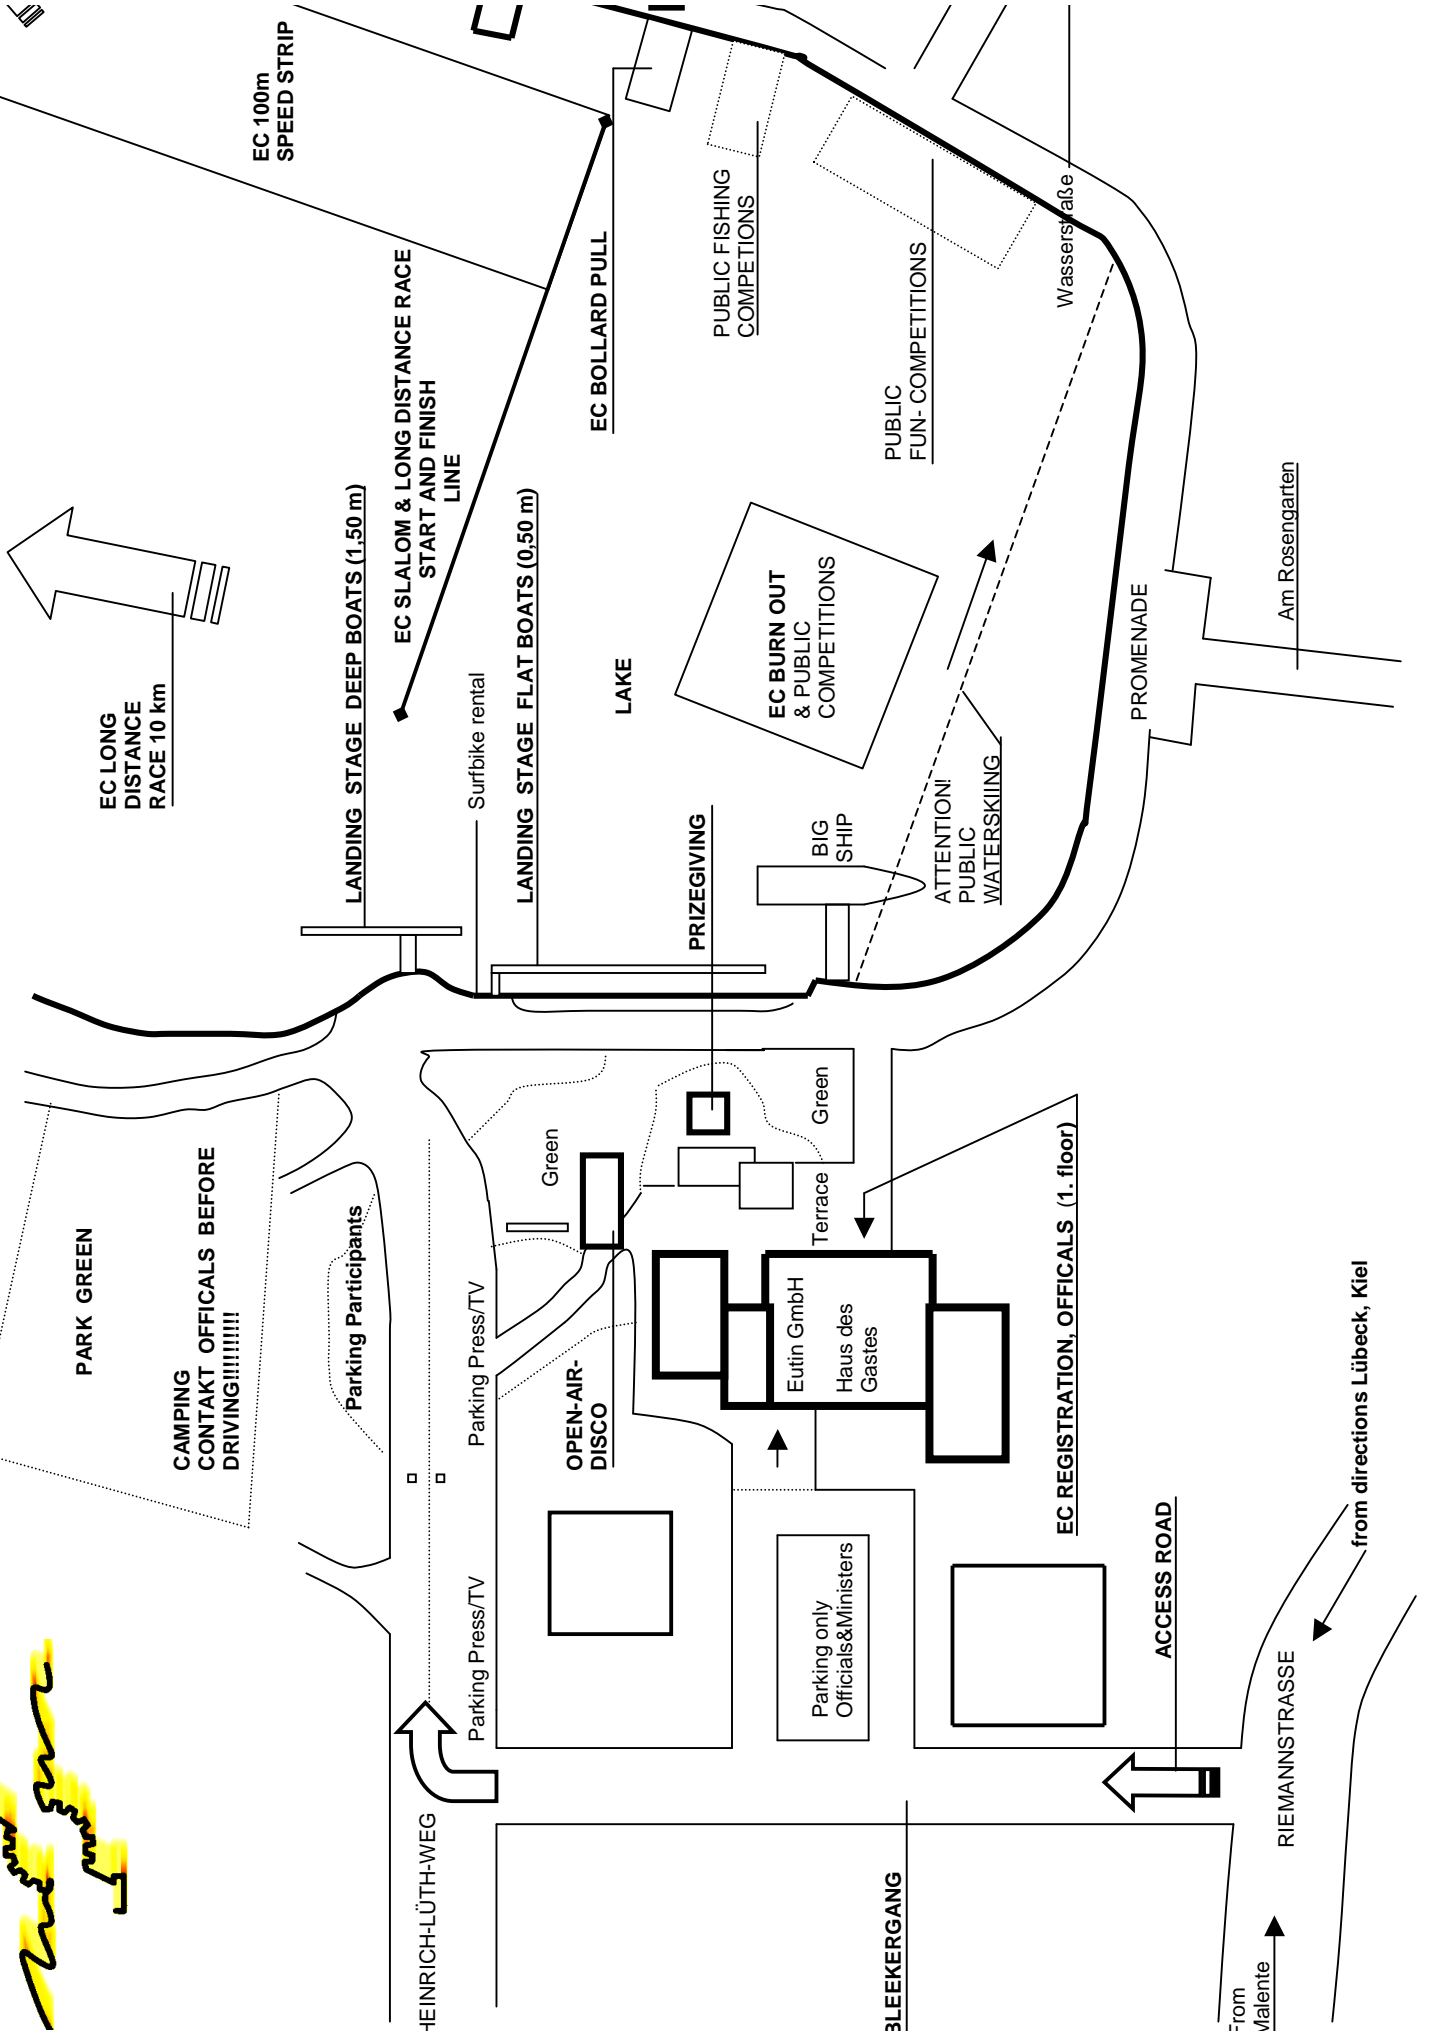 EC 100m
SPEED STRIP
EC LONG
DISTANCE
RACE 10 km
EC SLALOM & LONG DISTANCE RACE
START AND FINISH
LINE
LANDING STAGE DEEP BOATS (1,50 m)
Surfbike rental
LANDING STAGE FLAT BOATS (0,50 m)
EC BOLLARD PULL
PUBLIC FISHING
COMPETIONS
PUBLIC
FUN- COMPETITIONS
Wasserstraße
LAKE
EC BURN OUT
& PUBLIC
COMPETITIONS
PRIZEGIVING
BIG
SHIP
ATTENTION!
PUBLIC
WATERSKIING
PROMENADE
Am Rosengarten
PARK GREEN
CAMPING
CONTAKT OFFICALS BEFORE
DRIVING!!!!!!!!!!
Parking Participants
Green
Green
Terrace
Parking Press/TV
Parking Press/TV
OPEN-AIR-
DISCO
Eutin GmbH
Haus des
Gastes
EC REGISTRATION, OFFICALS (1. floor)
Parking only
Officials&Ministers
ACCESS ROAD
from directions Lübeck, Kiel
RIEMANNSTRASSE
HEINRICH-LÜTH-WEG
BLEEKERGANG
From
Malente